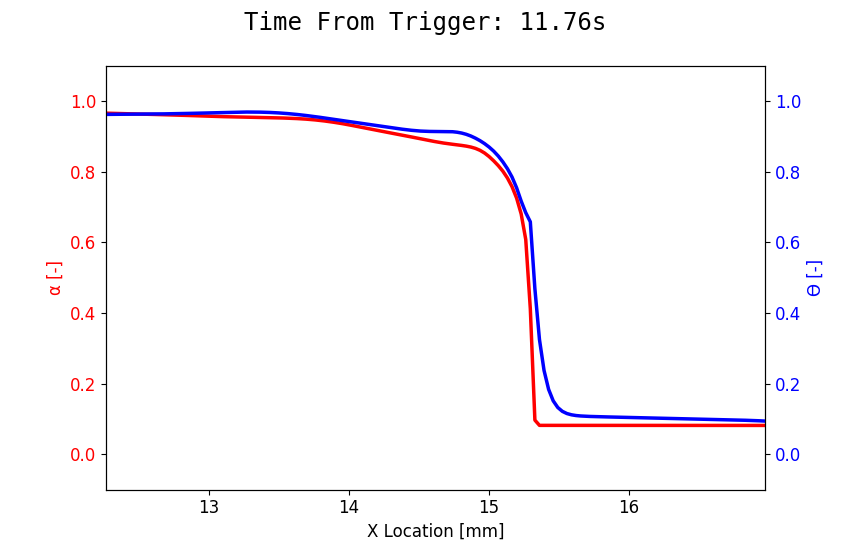 Time From Trigger: 11.76s
1.0 1.0
0.8 0.8
0.6 0.6
α [-] Θ [-]
0.4 0.4
0.2 0.2
0.0 0.0
13 14 15 16
X Location [mm]